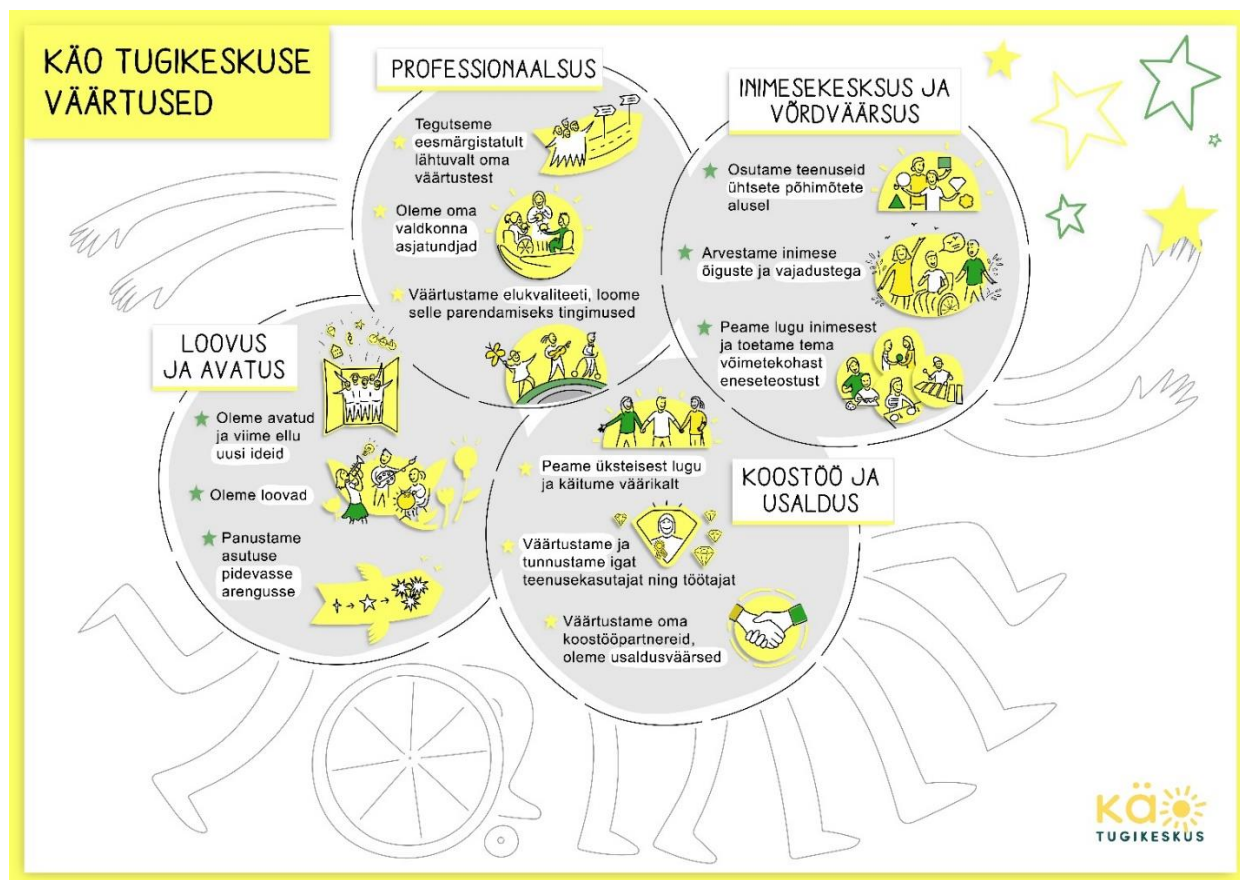 KÄO TUGIKESKUSE
VÄÄRTUSED
PROFESSIONAALSUS
Tegutseme
eesmärgistatult
lähtuvalt oma
väärtustest
Oleme oma
valdkonna
asjatundjad
Väärtustame elukvaliteeti, loome
selle parendamiseks tingimused
INIMESEKESKSUS JA
VÕRDVÄÄRSUS
Osutame teenuseid
ühtsete põhimõtete
alusel
Arvestame inimese
õiguste ja vajadustega
Peame lugu inimesest
ja toetame tema
võimetekohast
eneseteostust
LOOVUS
JA AVATUS
Oleme avatud
ja viime ellu
uusi ideid
Oleme loovad
Panustame
asutuse
pidevasse
arengusse
KOOSTÖÖ JA
USALDUS
Peame üksteisest lugu
ja käitume väärikalt
Väärtustame ja
tunnustame igat
teenusekasutajat ning töötajat
Väärtustame oma
koostööpartnereid,
oleme usaldusväärsed
KÄO
TUGIKESKUS